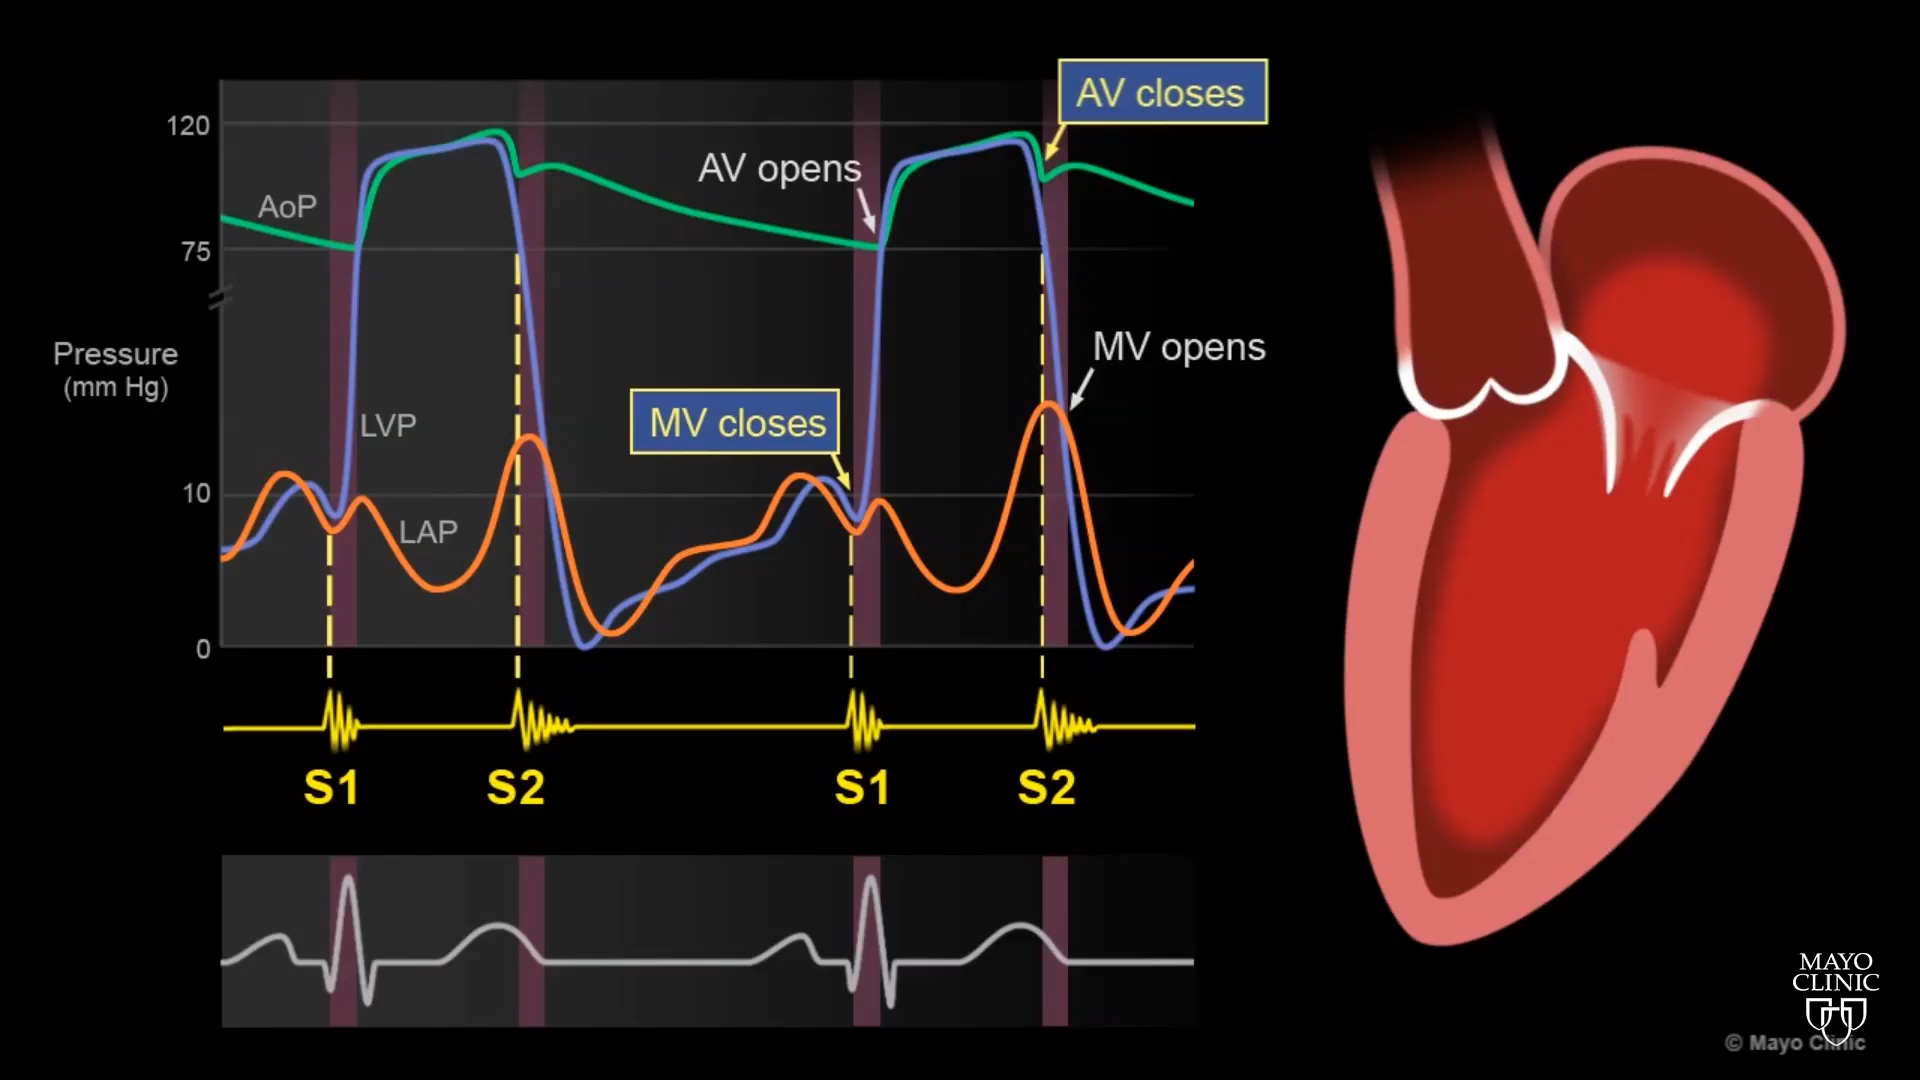 AV closes
120
AV opens
AoP
75
Pressure
(mm Hg)
MV opens
LVP
MV closes
10
LAP
0
S1 S2 S1 S2
MAYO
CLINIC
© Mayo Clinic